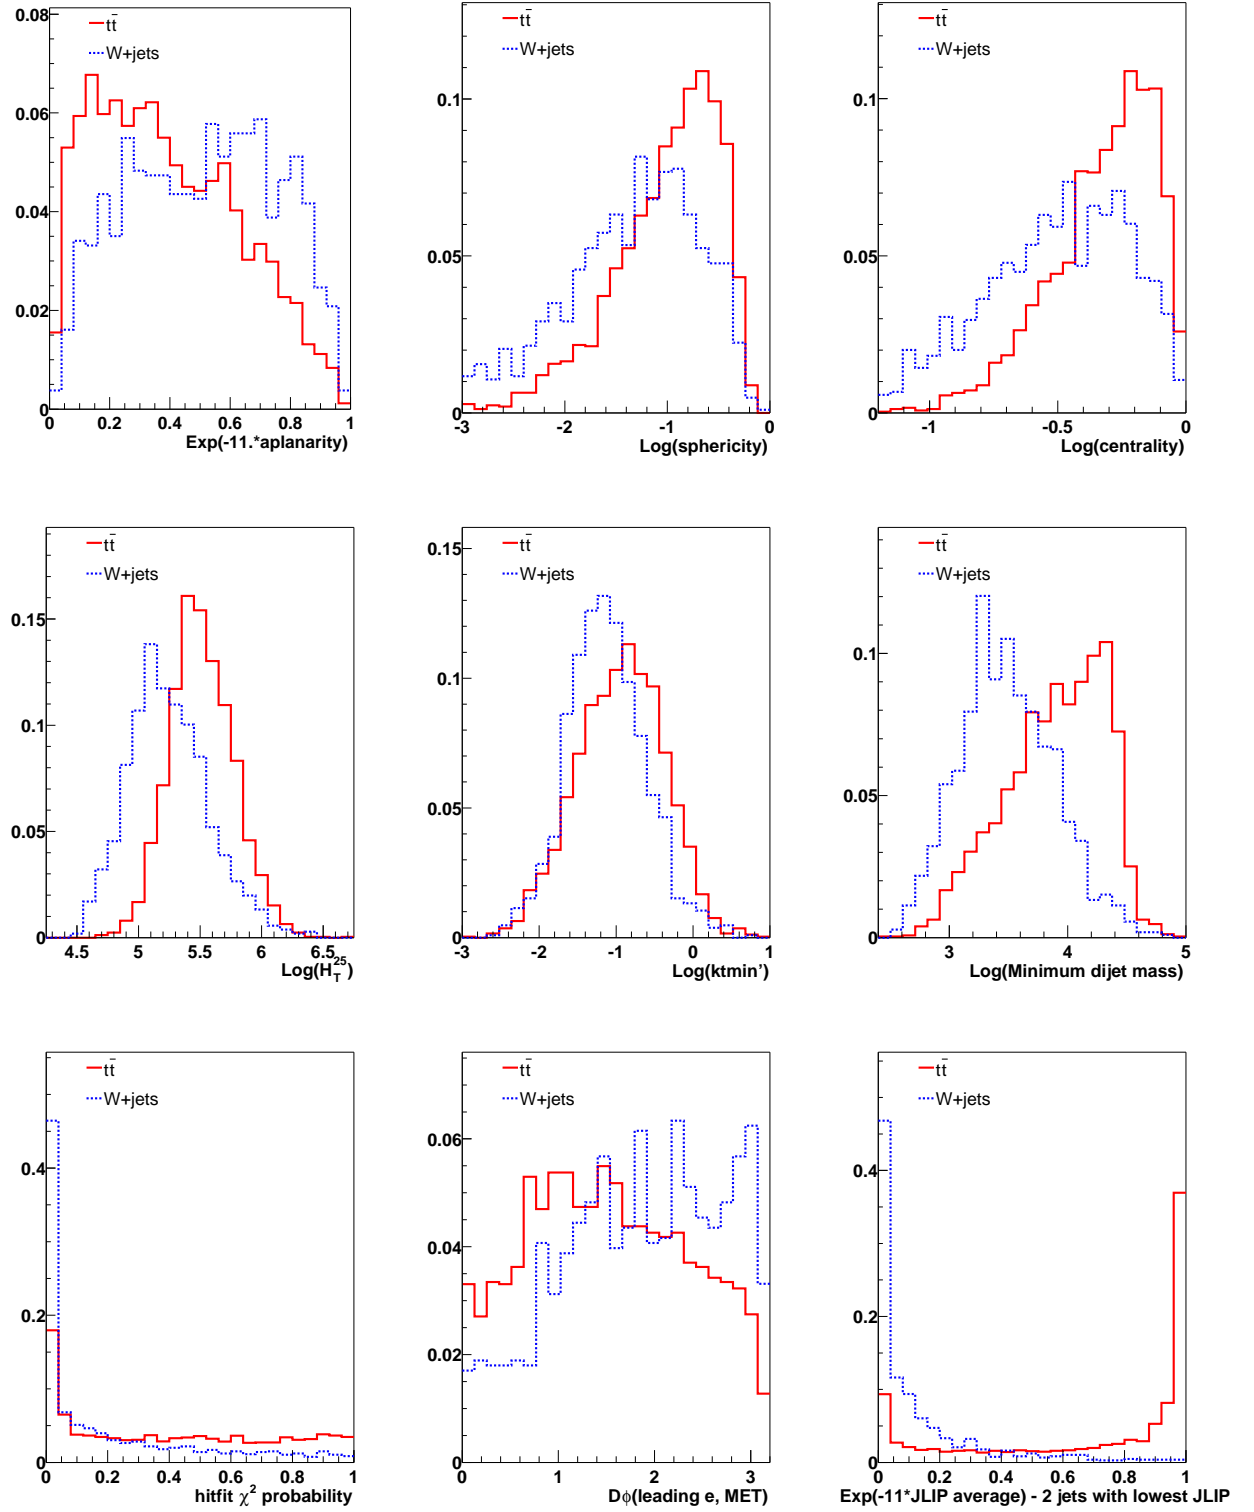 0.08
0.06
0.04
0.02
0
tt̄
W+jets
0 0.2 0.4 0.6 0.8 1
Exp(-11.*aplanarity)
0.1
0.05
0
tt̄
W+jets
-3 -2 -1 0
Log(sphericity)
0.1
0.05
0
tt̄
W+jets
-1 -0.5 0
Log(centrality)
0.15
0.1
0.05
0
tt̄
W+jets
4.5 5 5.5 6 6.5
Log(H_T^25)
0.15
0.1
0.05
0
tt̄
W+jets
-3 -2 -1 0 1
Log(ktmin')
0.1
0.05
0
tt̄
W+jets
3 4 5
Log(Minimum dijet mass)
0.4
0.2
0
tt̄
W+jets
0 0.2 0.4 0.6 0.8 1
hitfit χ² probability
0.06
0.04
0.02
0
tt̄
W+jets
0 1 2 3
Dϕ(leading e, MET)
0.4
0.2
0
tt̄
W+jets
0 0.2 0.4 0.6 0.8 1
Exp(-11*JLIP average) - 2 jets with lowest JLIP